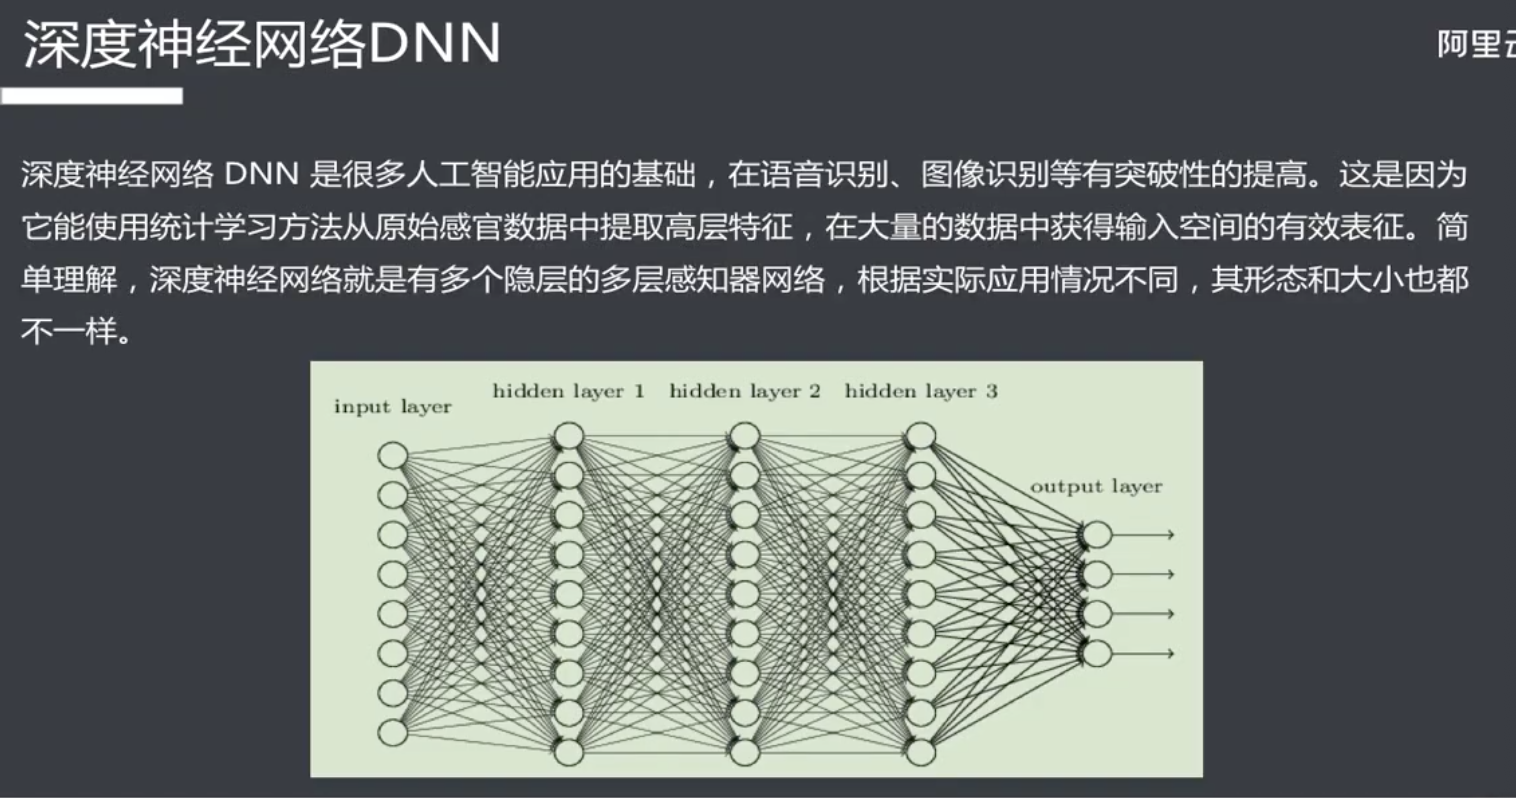 深度神经网络DNN
阿里云
深度神经网络 DNN 是很多人工智能应用的基础，在语音识别、图像识别等有突破性的提高。这是因为
它能使用统计学习方法从原始感官数据中提取高层特征，在大量的数据中获得输入空间的有效表征。简
单理解，深度神经网络就是有多个隐层的多层感知器网络，根据实际应用情况不同，其形态和大小也都
不一样。
hidden layer 1 hidden layer 2 hidden layer 3
input layer
output layer